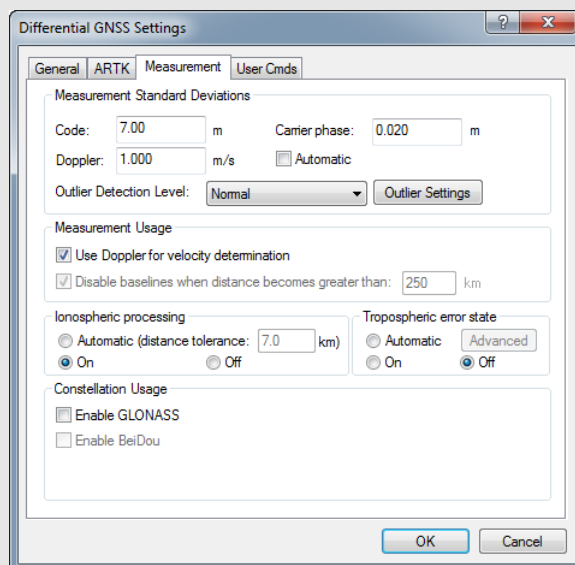 Differential GNSS Settings
?
General ARTK Measurement User Cmds
Measurement Standard Deviations
Code: 7.00 m Carrier phase: 0.020 m
Doppler: 1.000 m/s Automatic
Outlier Detection Level: Normal Outlier Settings
Measurement Usage
Use Doppler for velocity determination
Disable baselines when distance becomes greater than: 250 km
Ionospheric processing Tropospheric error state
Automatic (distance tolerance: 7.0 km) Automatic Advanced
On Off On Off
Constellation Usage
Enable GLONASS
Enable BeiDou
OK Cancel